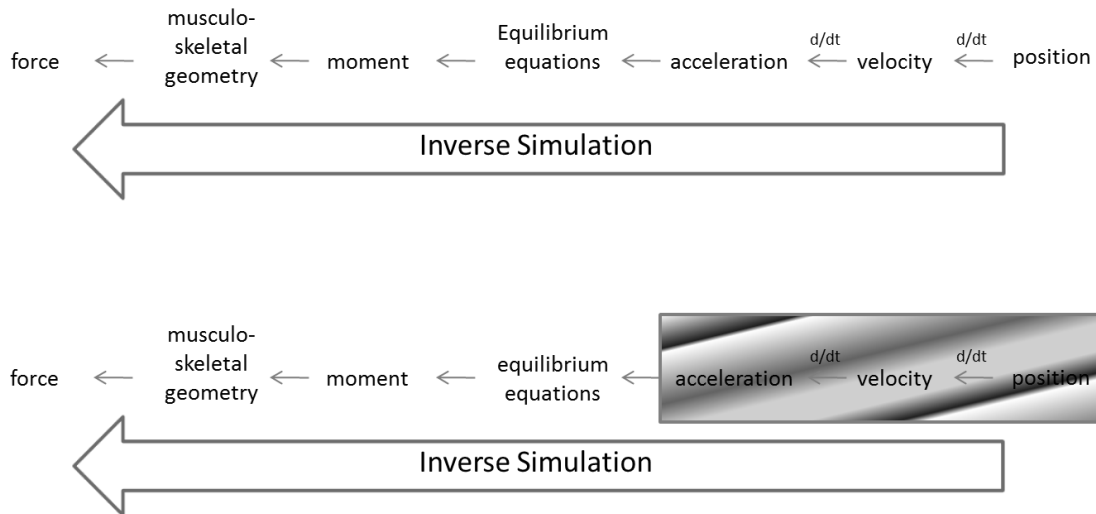 force
musculo-
skeletal
geometry
moment
Equilibrium
equations
acceleration
d/dt
velocity
d/dt
position
Inverse Simulation
force
musculo-
skeletal
geometry
moment
equilibrium
equations
acceleration
d/dt
velocity
d/dt
position
Inverse Simulation